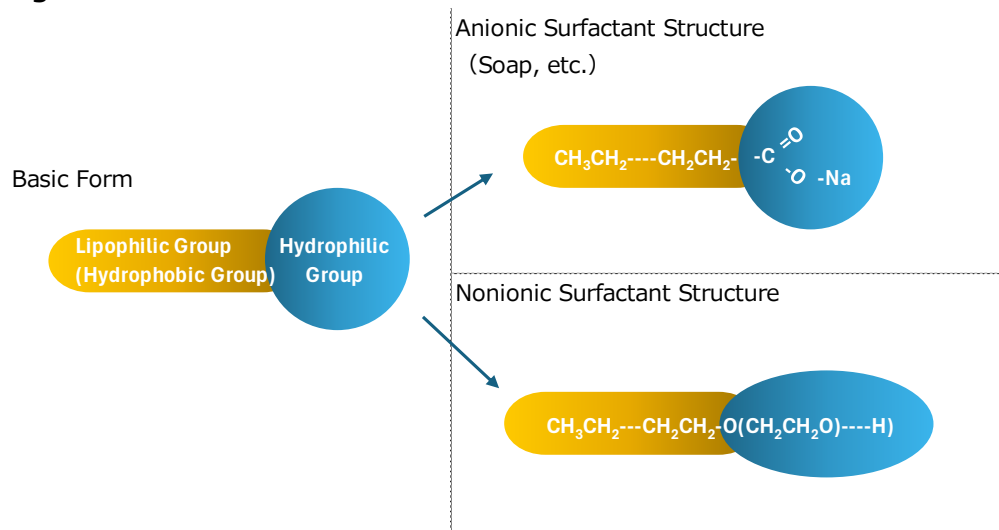 Basic Form
Lipophilic Group
(Hydrophobic Group)
Hydrophilic
Group
Anionic Surfactant Structure
（Soap, etc.）
CH₃CH₂----CH₂CH₂- -C =O -O -Na
Nonionic Surfactant Structure
CH₃CH₂---CH₂CH₂-O(CH₂CH₂O)----H)